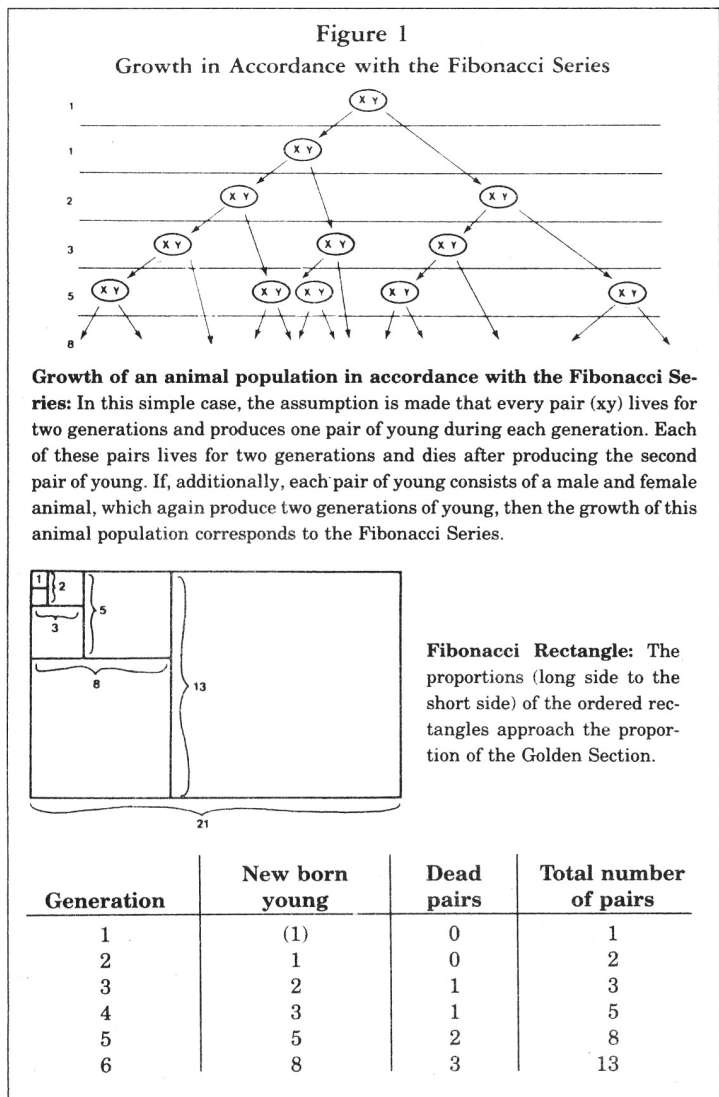 Figure 1
Growth in Accordance with the Fibonacci Series
1
X Y
1
X Y
2
X Y X Y
3
X Y X Y X Y
5
X Y X Y X Y X Y X Y
8
Growth of an animal population in accordance with the Fibonacci Se-
ries: In this simple case, the assumption is made that every pair (xy) lives for
two generations and produces one pair of young during each generation. Each
of these pairs lives for two generations and dies after producing the second
pair of young. If, additionally, each pair of young consists of a male and female
animal, which again produce two generations of young, then the growth of this
animal population corresponds to the Fibonacci Series.
1
2
3
5
8
13
21
Fibonacci Rectangle: The
proportions (long side to the
short side) of the ordered rec-
tangles approach the propor-
tion of the Golden Section.
Generation New born young Dead pairs Total number of pairs
1 (1) 0 1
2 1 0 2
3 2 1 3
4 3 1 5
5 5 2 8
6 8 3 13